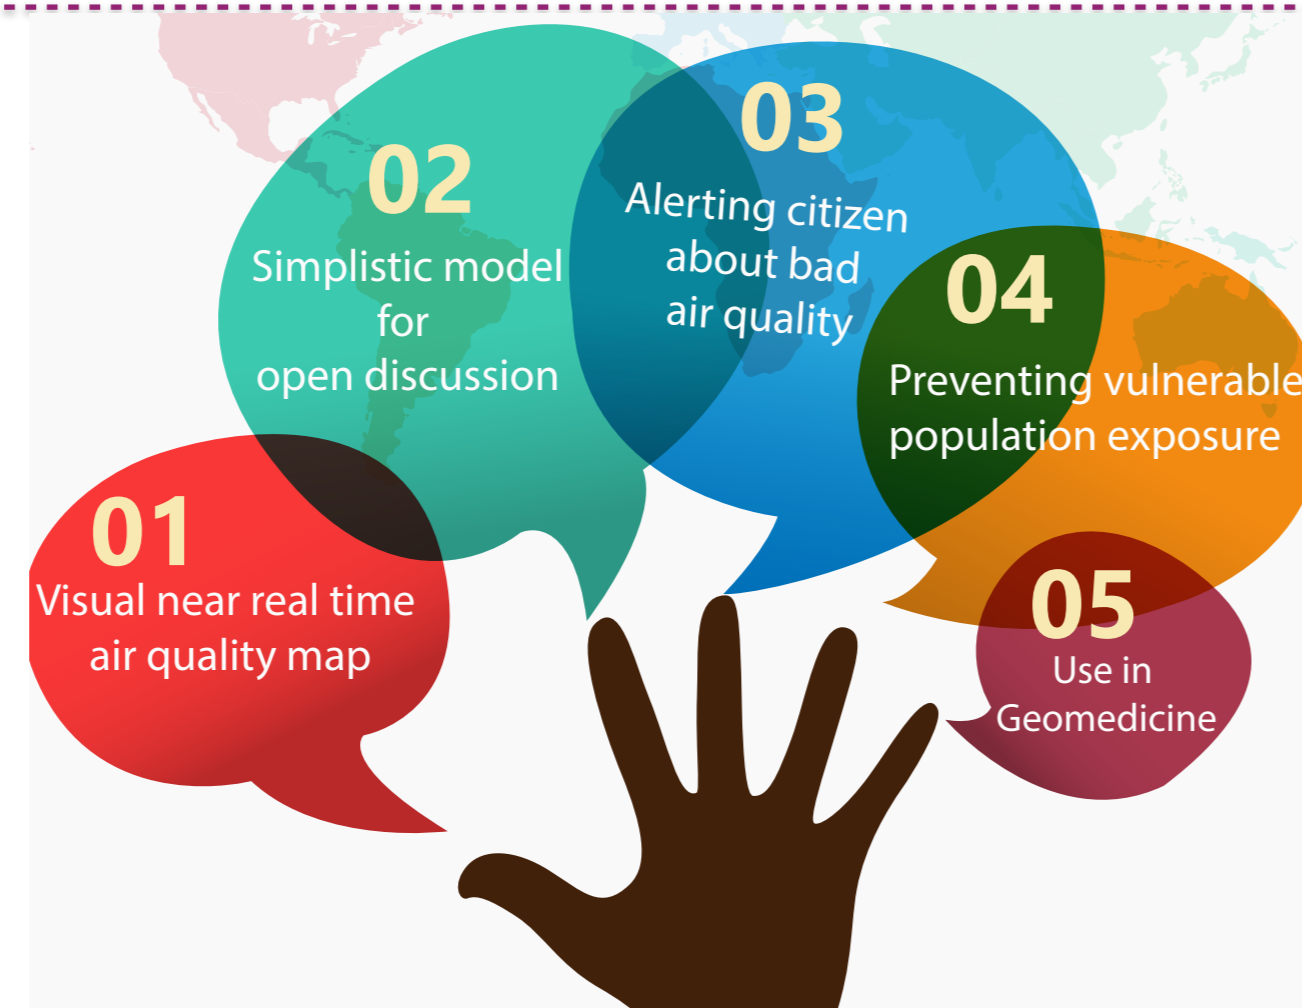 01
Visual near real time
air quality map
02
Simplistic model
for
open discussion
03
Alerting citizen
about bad
air quality
04
Preventing vulnerable
population exposure
05
Use in
Geomedicine